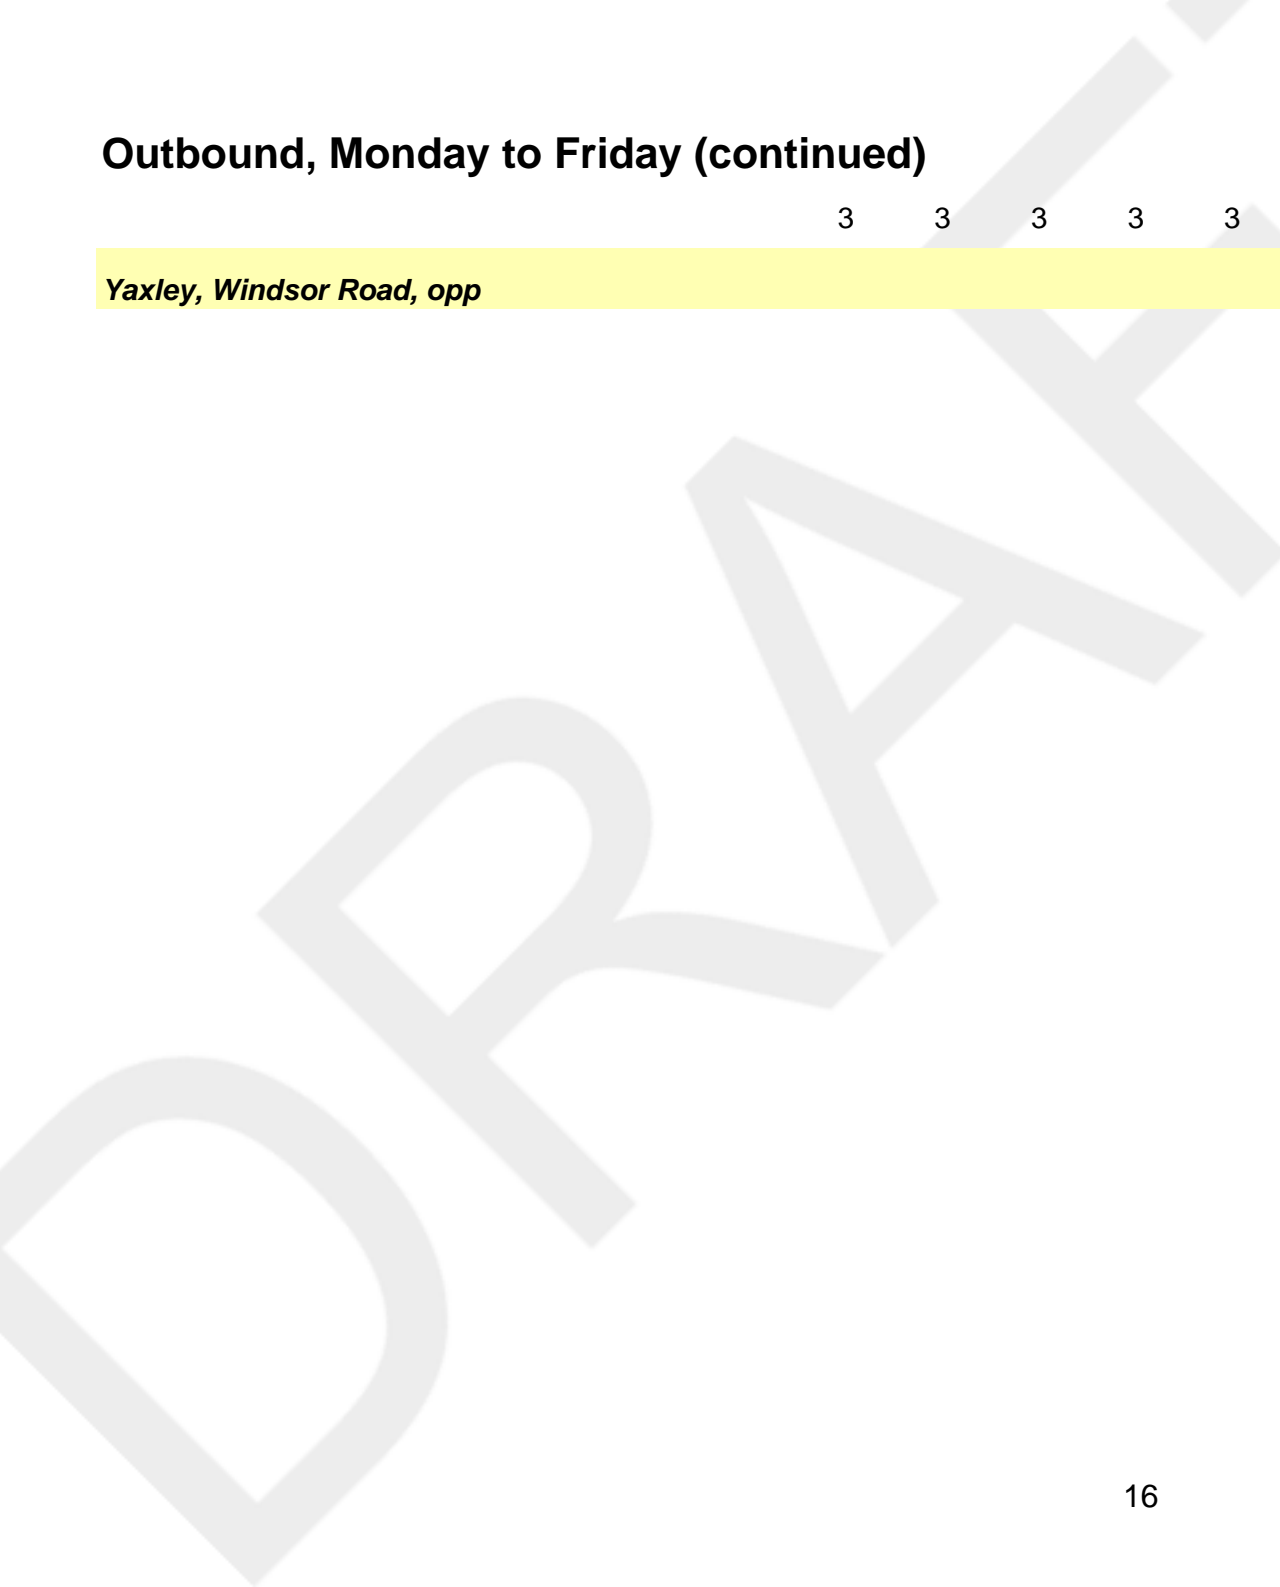 Outbound, Monday to Friday (continued)
3 3 3 3 3
Yaxley, Windsor Road, opp
DRAFT
16